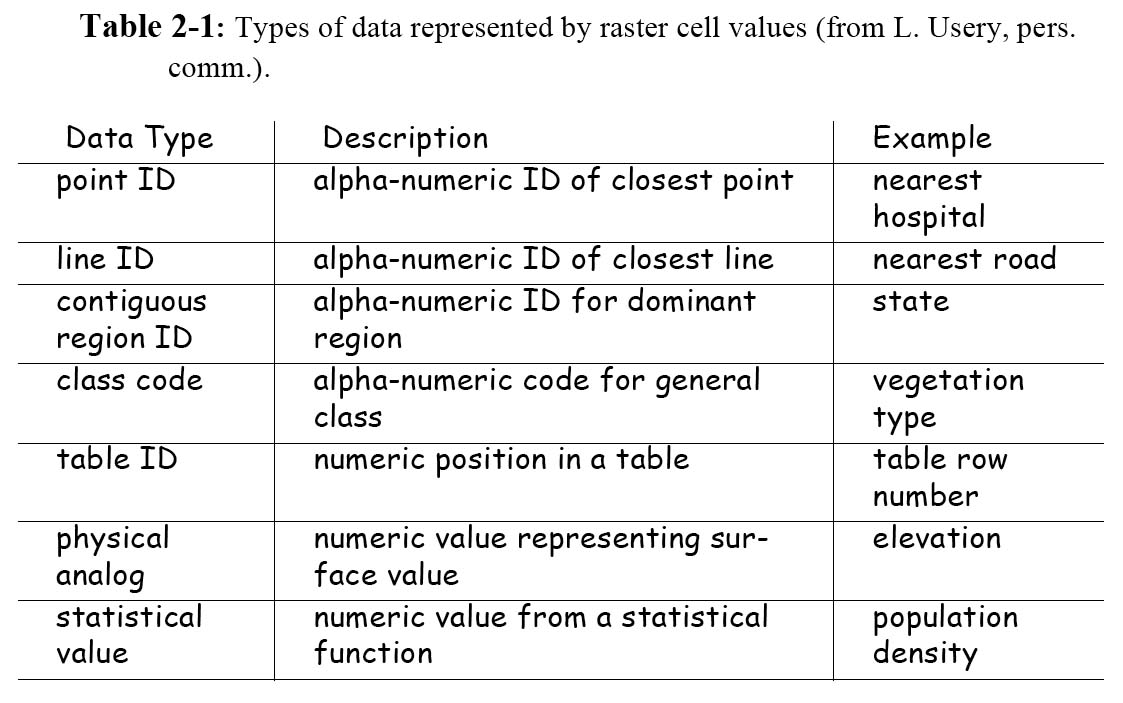 Table 2-1: Types of data represented by raster cell values (from L. Usery, pers.
comm.).
Data Type Description Example
point ID alpha-numeric ID of closest point nearest
hospital
line ID alpha-numeric ID of closest line nearest road
contiguous alpha-numeric ID for dominant state
region ID region
class code alpha-numeric code for general vegetation
class type
table ID numeric position in a table table row
number
physical numeric value representing sur- elevation
analog face value
statistical numeric value from a statistical population
value function density